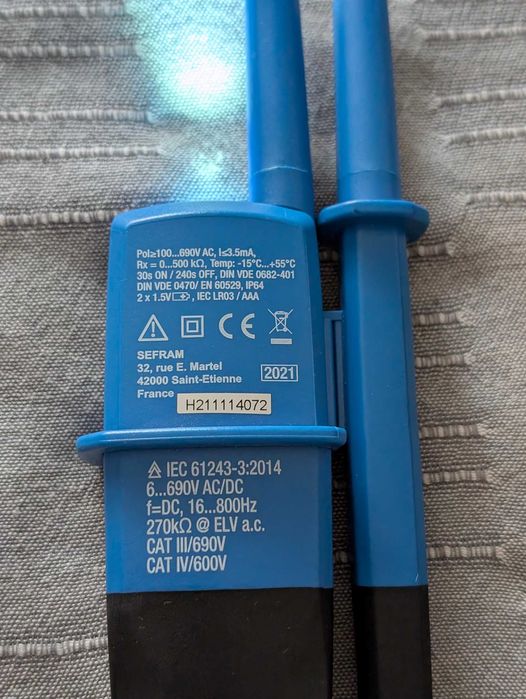 Pol≥100...690V AC, I≤3.5mA,
Rx = 0...500 kΩ, Temp: -15°C...+55°C
30s ON / 240s OFF, DIN VDE 0682-401
DIN VDE 0470/ EN 60529, IP64
2 x 1.5V , IEC LR03 / AAA
CE
SEFRAM
32, rue E. Martel
42000 Saint-Etienne
France
2021
H211114072
IEC 61243-3:2014
6...690V AC/DC
f=DC, 16...800Hz
270kΩ @ ELV a.c.
CAT III/690V
CAT IV/600V